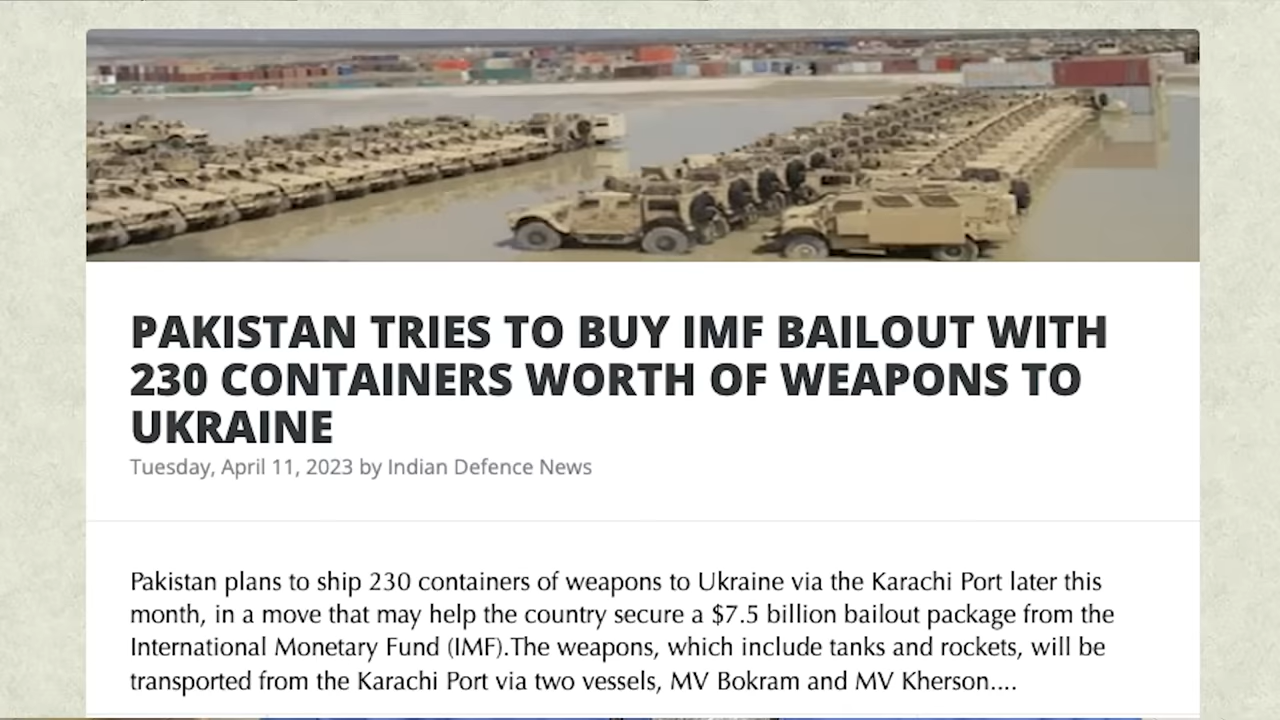 PAKISTAN TRIES TO BUY IMF BAILOUT WITH
230 CONTAINERS WORTH OF WEAPONS TO
UKRAINE
Tuesday, April 11, 2023 by Indian Defence News
Pakistan plans to ship 230 containers of weapons to Ukraine via the Karachi Port later this
month, in a move that may help the country secure a $7.5 billion bailout package from the
International Monetary Fund (IMF).The weapons, which include tanks and rockets, will be
transported from the Karachi Port via two vessels, MV Bokram and MV Kherson....